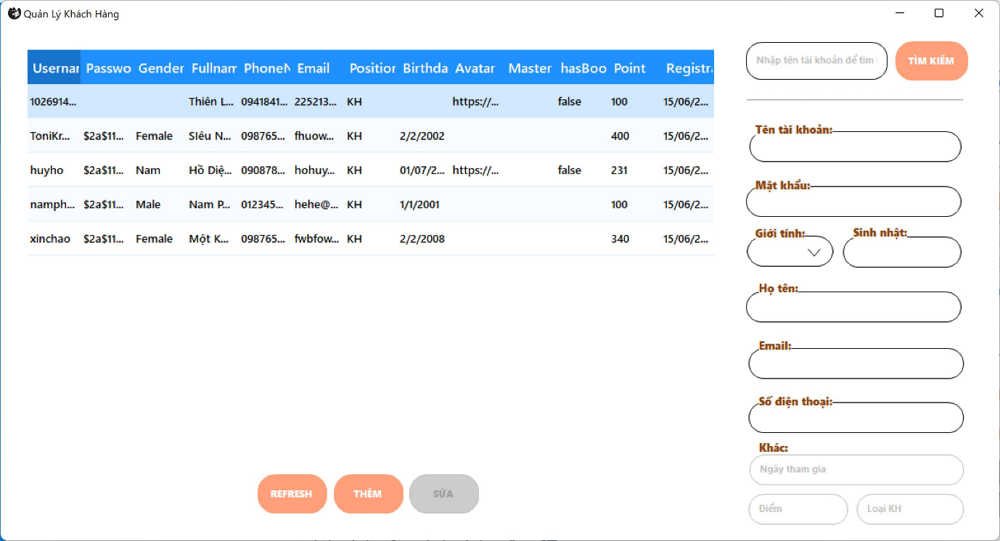 Quản Lý Khách Hàng
Usernar Passwo Gender Fullnam PhoneN Email Position Birthda Avatar Master hasBoo Point Registra
1026914... Thiên L... 0941841... 225213... KH https://... false 100 15/06/2...
ToniKr... $2a$11... Female SIêu N... 098765... fhuow... KH 2/2/2002 400 15/06/2...
huyho $2a$11... Nam Hồ Diệ... 090878... hohuy... KH 01/07/2... https://... false 231 15/06/2...
namph... $2a$11... Male Nam P... 012345... hehe@... KH 1/1/2001 100 15/06/2...
xinchao $2a$11... Female Một K... 098765... fwbfow... KH 2/2/2008 340 15/06/2...
REFRESH THÊM SỬA
Nhập tên tài khoản để tìm TÌM KIẾM
Tên tài khoản:
Mật khẩu:
Giới tính: Sinh nhật:
Họ tên:
Email:
Số điện thoại:
Khác:
Ngày tham gia
Điểm Loại KH